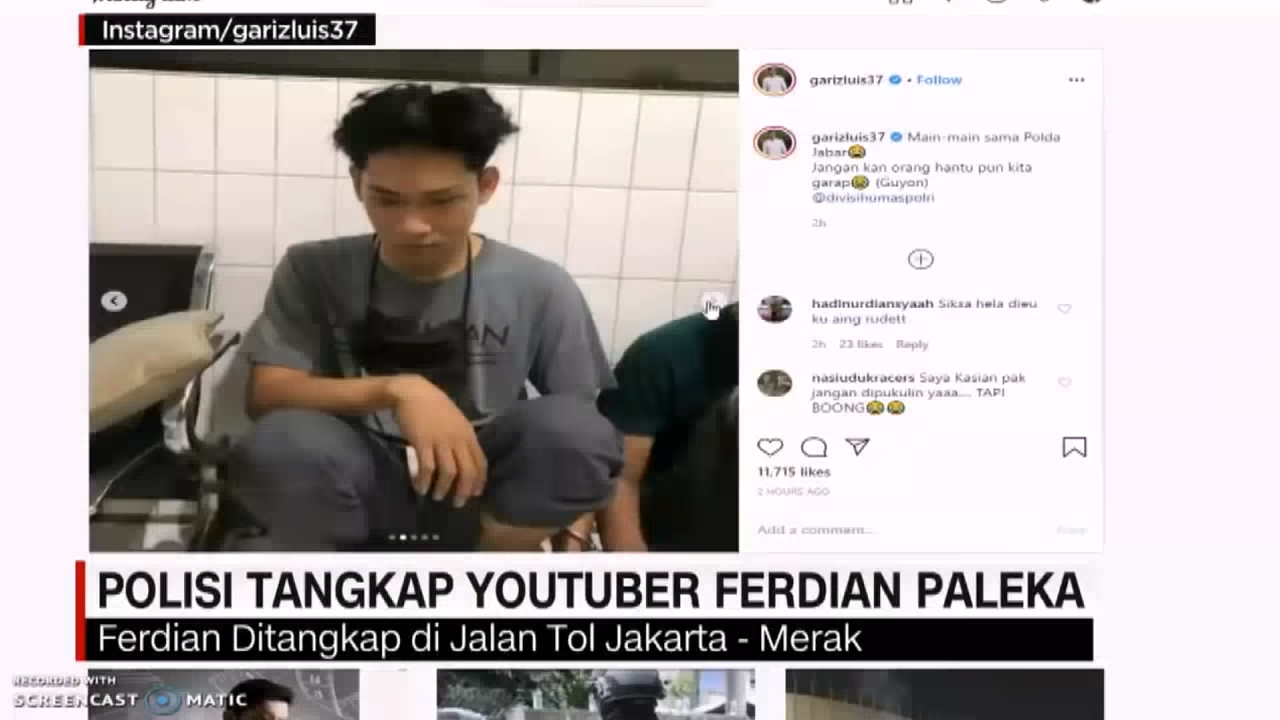 Instagram/garizluis37
garizluis37 • Follow
garizluis37 Main-main sama Polda
Jabar😭
Jangan kan orang hantu pun kita
garap😭 (Guyon)
@divisihumaspolri
2h
hadinurdiansyaah Siksa hela dieu
ku aing rudett
2h 23 likes Reply
nasiudukracers Saya Kasian pak
jangan dipukulin yaaa.... TAPI
BOONG😭😭
11,715 likes
2 HOURS AGO
Add a comment...
POLISI TANGKAP YOUTUBER FERDIAN PALEKA
Ferdian Ditangkap di Jalan Tol Jakarta - Merak
RECORDED WITH
SCREENCAST MATIC